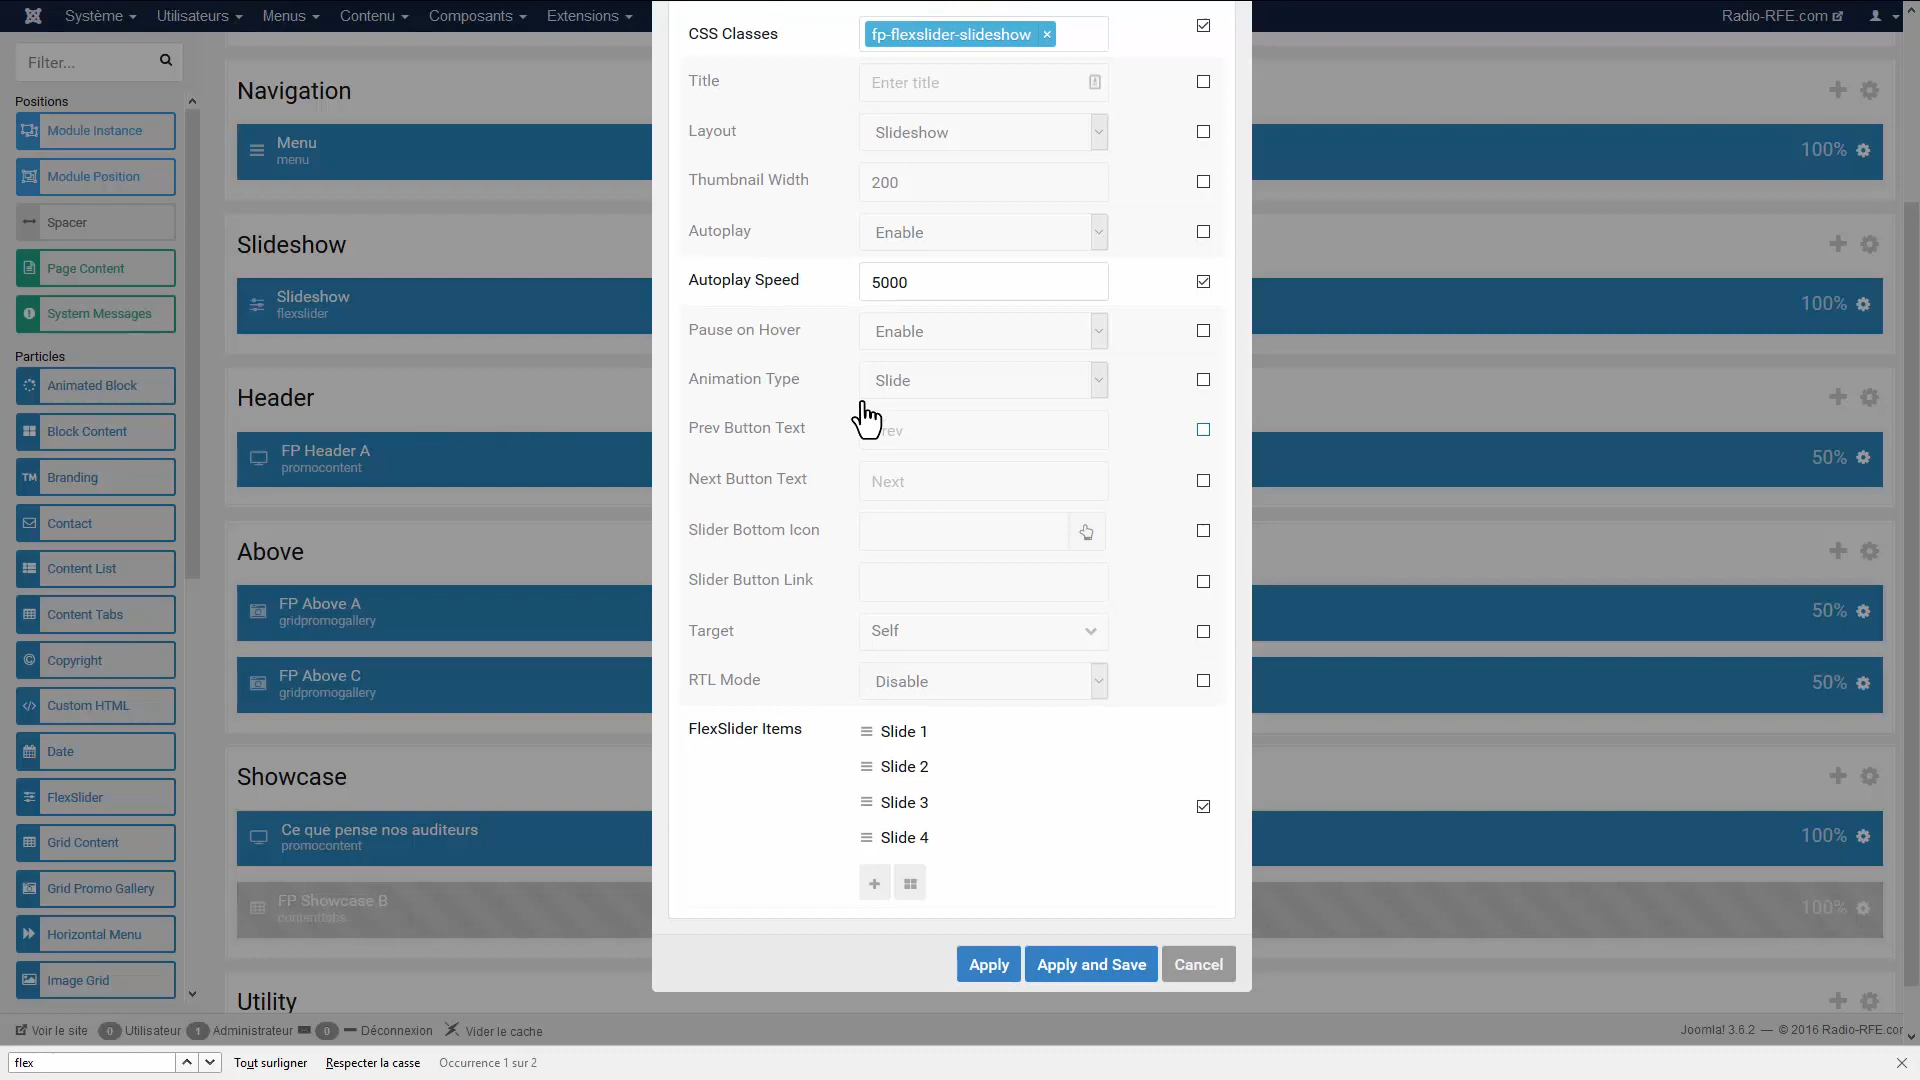 Système
Utilisateurs
Menus
Contenu
Composants
Extensions
Radio-RFE.com
Filter...
Positions
Module Instance
Module Position
Spacer
Page Content
System Messages
Particles
Animated Block
Block Content
Branding
Contact
Content List
Content Tabs
Copyright
Custom HTML
Date
FlexSlider
Grid Content
Grid Promo Gallery
Horizontal Menu
Image Grid
Navigation
Menu
menu
100%
Slideshow
Slideshow
flexslider
100%
Header
FP Header A
promocontent
50%
Above
FP Above A
gridpromogallery
50%
FP Above C
gridpromogallery
50%
Showcase
Ce que pense nos auditeurs
promocontent
100%
FP Showcase B
contenttabs
100%
Utility
CSS Classes
fp-flexslider-slideshow ×
Title
Enter title
Layout
Slideshow
Thumbnail Width
200
Autoplay
Enable
Autoplay Speed
5000
Pause on Hover
Enable
Animation Type
Slide
Prev Button Text
rev
Next Button Text
Next
Slider Bottom Icon
Slider Button Link
Target
Self
RTL Mode
Disable
FlexSlider Items
Slide 1
Slide 2
Slide 3
Slide 4
Apply
Apply and Save
Cancel
Voir le site
0 Utilisateur
1 Administrateur
0
Déconnexion
Vider le cache
Joomla! 3.6.2 — © 2016 Radio-RFE.cor
flex
Tout surligner
Respecter la casse
Occurrence 1 sur 2